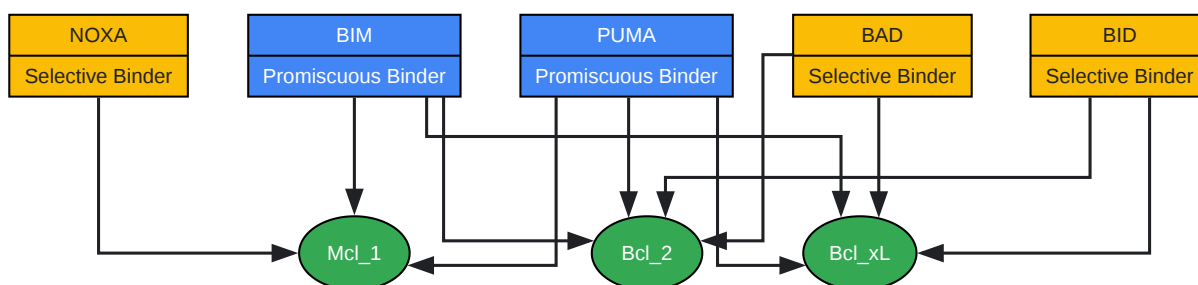 NOXA
Selective Binder
BIM
Promiscuous Binder
PUMA
Promiscuous Binder
BAD
Selective Binder
BID
Selective Binder
Mcl_1
Bcl_2
Bcl_xL